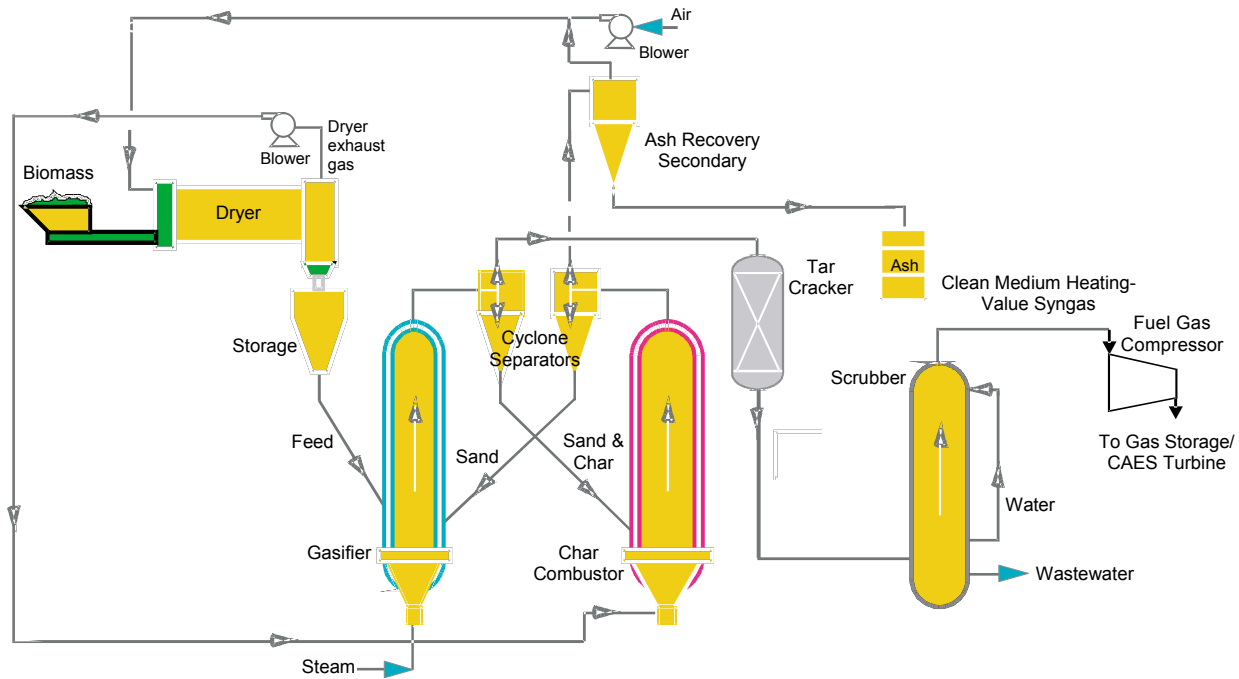 Air
Blower
Dryer
exhaust
gas
Blower
Ash Recovery
Secondary
Biomass
Dryer
Ash
Tar
Cracker
Clean Medium Heating-
Value Syngas
Storage
Cyclone
Separators
Fuel Gas
Compressor
Scrubber
Feed
Sand
Sand &
Char
To Gas Storage/
CAES Turbine
Water
Gasifier
Char
Combustor
Wastewater
Steam